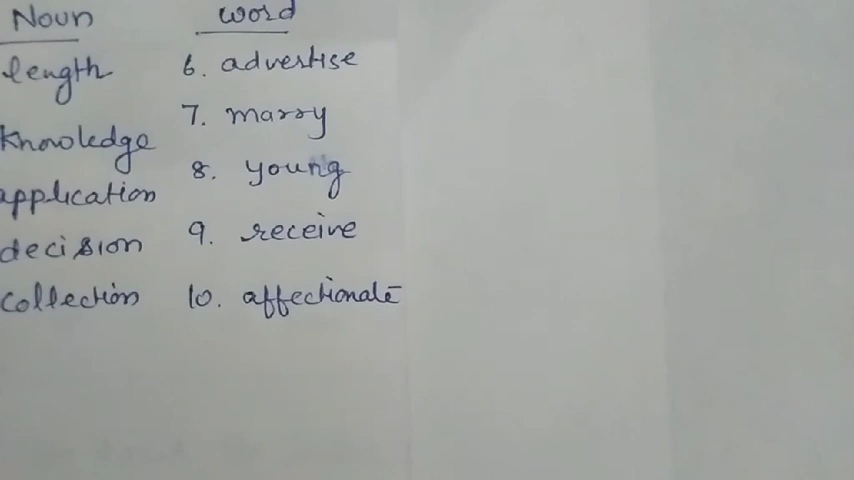 Noun word
length 6. advertise
Knowledge 7. marry
application 8. young
decision 9. receive
collection 10. affectionate